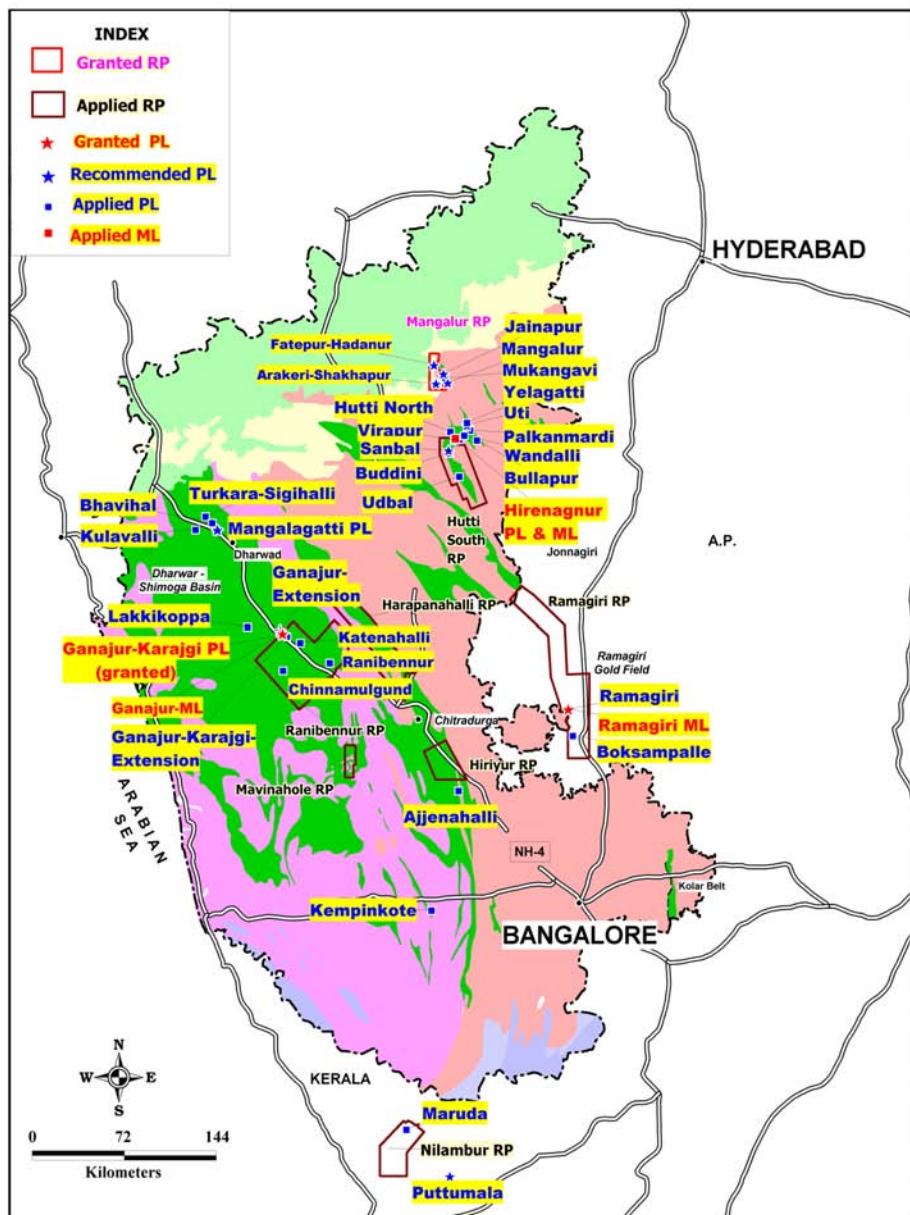 INDEX
Granted RP
Applied RP
Granted PL
Recommended PL
Applied PL
Applied ML
HYDERABAD
Mangalur RP
Jainapur
Fatepur-Hadanur
Mangalur
Arakeri-Shakhapur
Mukangavi
Yelagatti
Hutti North
Uti
Virapur
Palkanmardi
Sanbal
Wandalli
Buddini
Bullapur
Udbal
Hirenagnur
PL & ML
Turkara-Sigihalli
Bhavihal
Mangalagatti PL
Kulavalli
Dharwad
Hutti
South
RP
Jonnagiri
A.P.
Dharwar -
Shimoga Basin
Ganajur-
Extension
Harapanahalli RP
Ramagiri RP
Lakkikoppa
Katenahalli
Ganajur-Karajgi PL
(granted)
Ranibennur
Ramagiri
Gold Field
Chinnamulgund
Ramagiri
Ganajur-ML
Chitradurga
Ramagiri ML
Ranibennur RP
Ganajur-Karajgi-
Extension
Boksampalle
Hiriyur RP
Mavinahole RP
ARABIAN
SEA
Ajjenahalli
NH-4
Kolar Belt
Kempinkote
BANGALORE
N
W E
S
KERALA
Maruda
0 72 144
Kilometers
Nilambur RP
Puttumala